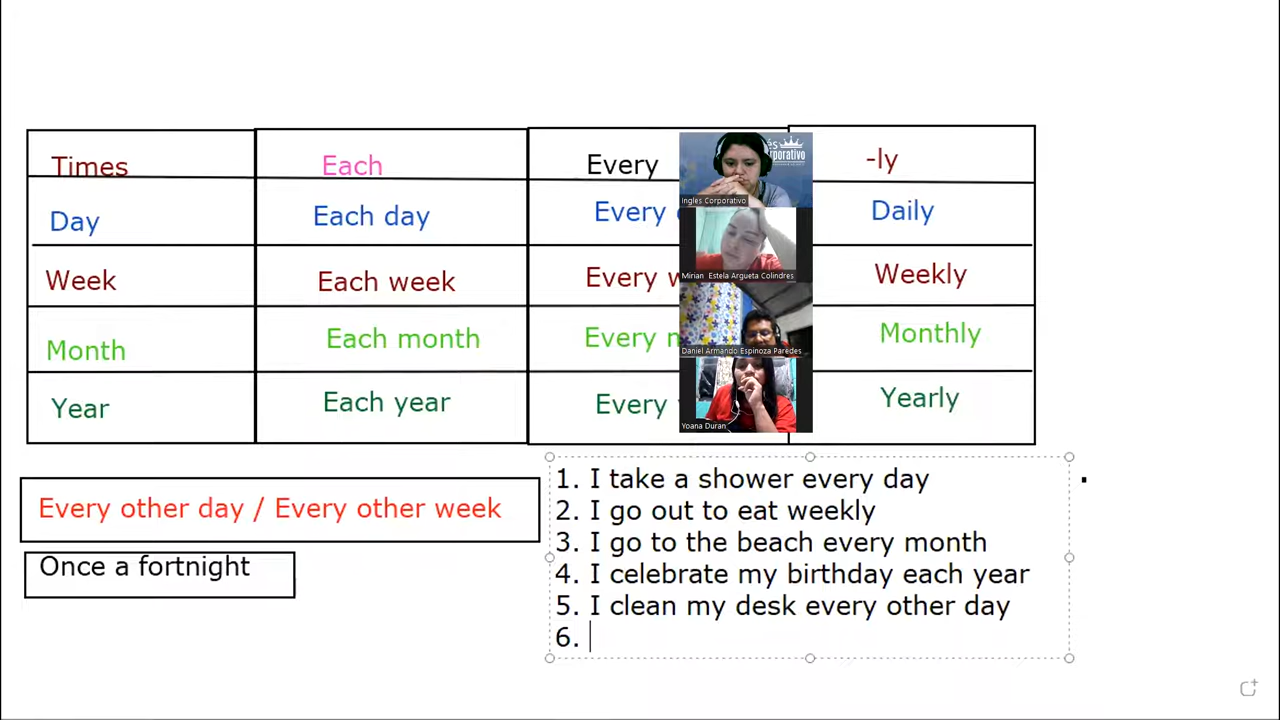 Times Each Every -ly
Day Each day Every Daily
Week Each week Every Weekly
Month Each month Every Monthly
Year Each year Every Yearly
Ingles Corporativo
Mirian Estela Argueta Colindres
Daniel Armando Espinoza Paredes
Yoana Duran
Every other day / Every other week
Once a fortnight
1. I take a shower every day
2. I go out to eat weekly
3. I go to the beach every month
4. I celebrate my birthday each year
5. I clean my desk every other day
6.